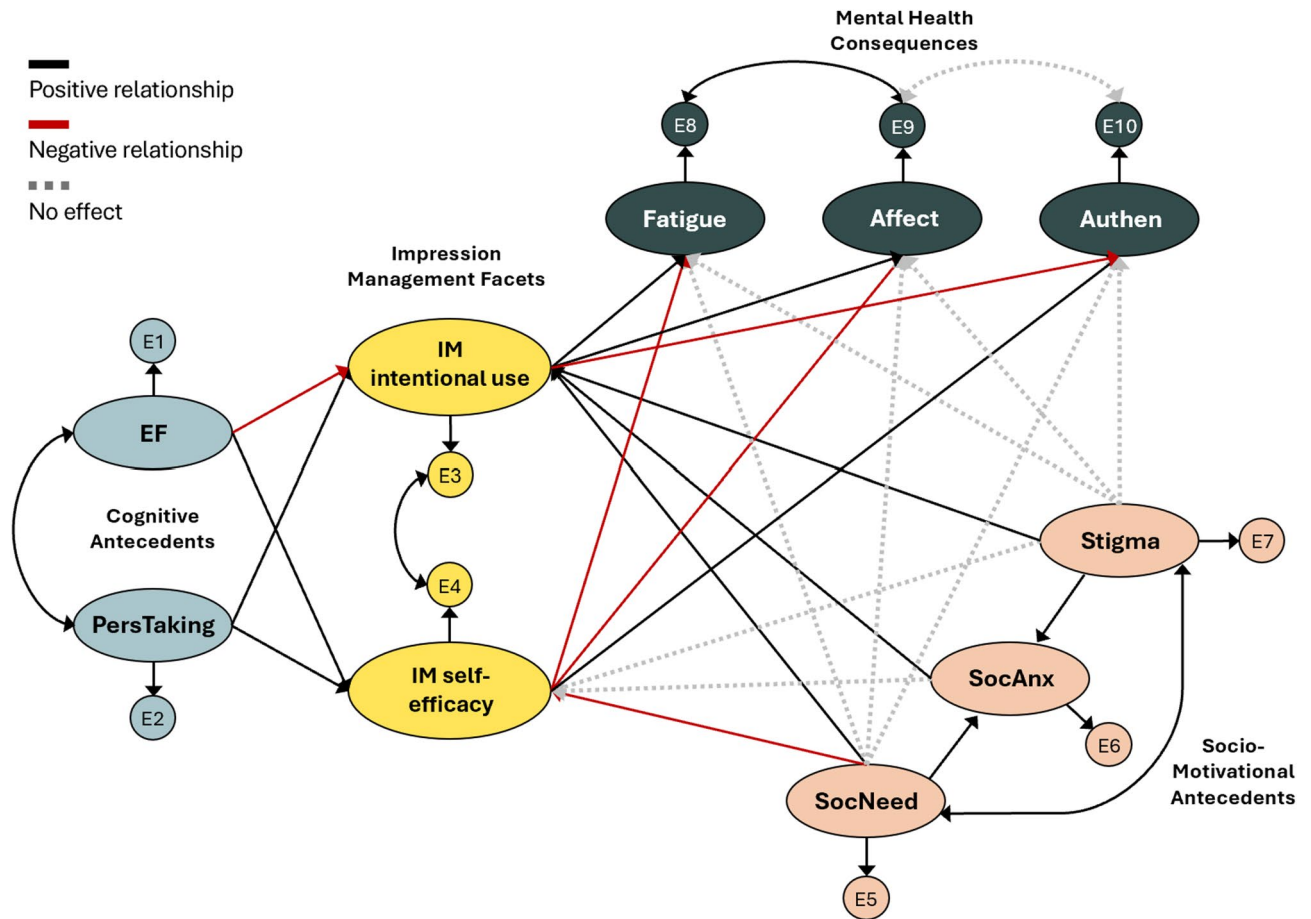 Mental Health
Consequences
Positive relationship
Negative relationship
No effect
E8
E9
E10
Fatigue
Affect
Authen
Impression
Management Facets
E1
IM
intentional use
EF
E3
Cognitive
Antecedents
Stigma
E7
E4
PersTaking
IM self-
efficacy
SocAnx
E2
E6
Socio-
Motivational
Antecedents
SocNeed
E5